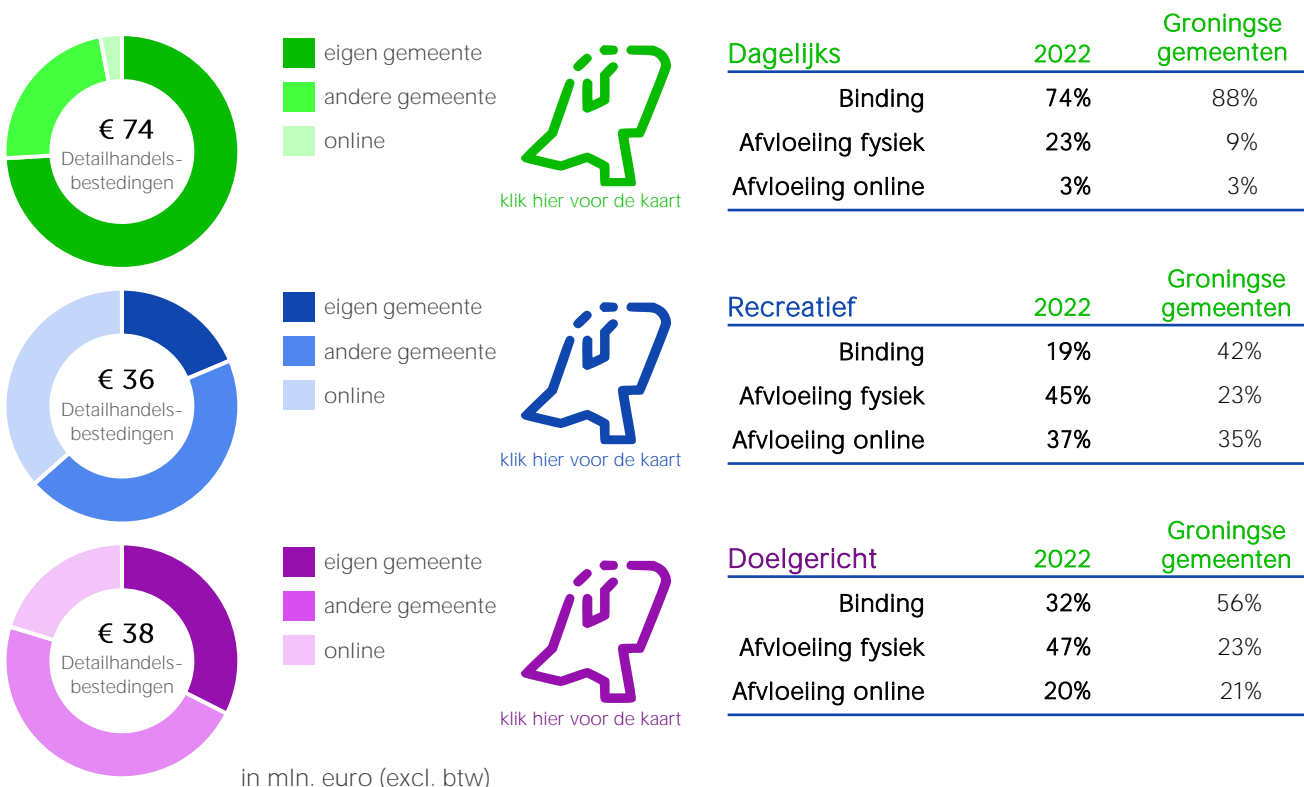 € 74
Detailhandels-
bestedingen
eigen gemeente
andere gemeente
online
klik hier voor de kaart
Groningse
Dagelijks 2022 gemeenten
Binding 74% 88%
Afvloeiing fysiek 23% 9%
Afvloeiing online 3% 3%
€ 36
Detailhandels-
bestedingen
eigen gemeente
andere gemeente
online
klik hier voor de kaart
Groningse
Recreatief 2022 gemeenten
Binding 19% 42%
Afvloeiing fysiek 45% 23%
Afvloeiing online 37% 35%
€ 38
Detailhandels-
bestedingen
eigen gemeente
andere gemeente
online
klik hier voor de kaart
Groningse
Doelgericht 2022 gemeenten
Binding 32% 56%
Afvloeiing fysiek 47% 23%
Afvloeiing online 20% 21%
in mln. euro (excl. btw)